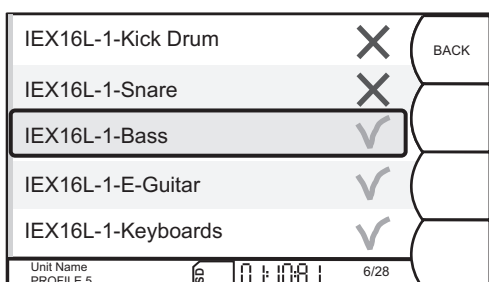 IEX16L-1-Kick Drum
BACK
IEX16L-1-Snare
IEX16L-1-Bass
IEX16L-1-E-Guitar
IEX16L-1-Keyboards
Unit Name
PROFILE 5
SD
6/28